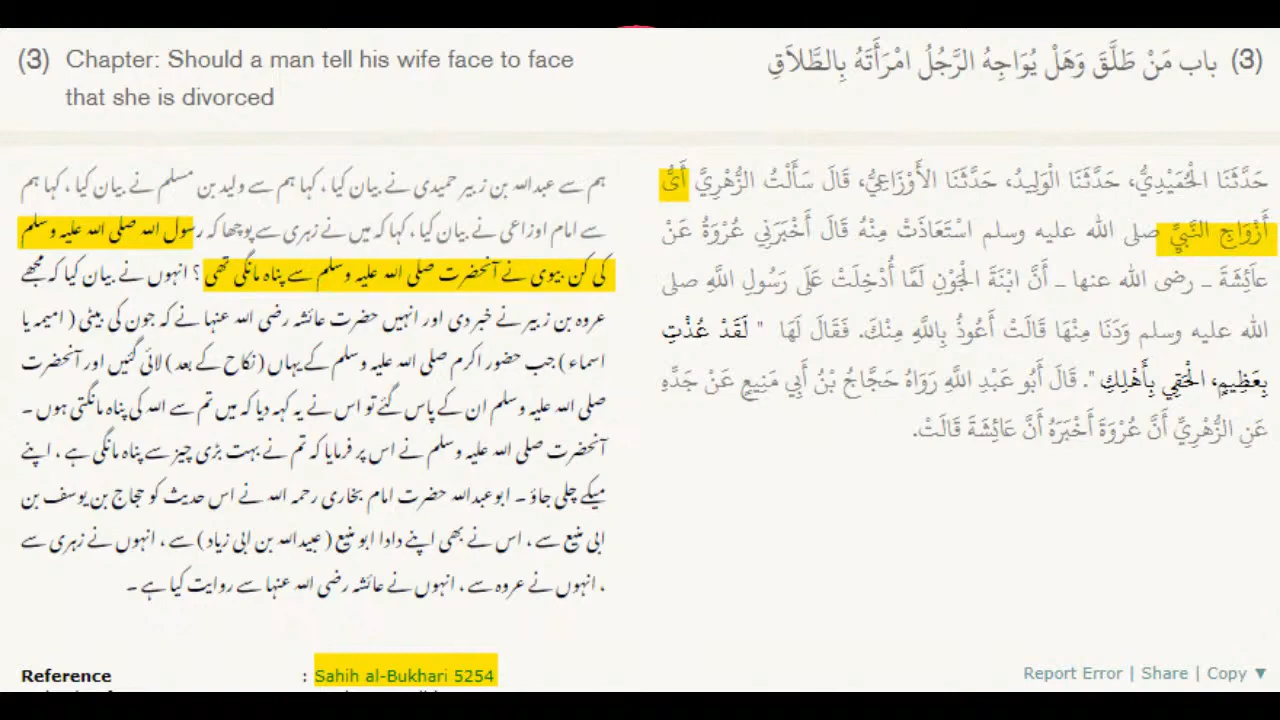 (3) Chapter: Should a man tell his wife face to face
that she is divorced
(3) باب مَنْ طَلَّقَ وَهَلْ يُوَاجِهُ الرَّجُلُ امْرَأَتَهُ بِالطَّلاَقِ
ہم سے عبداللہ بن زبیر حمیدی نے بیان کیا ، کہا ہم سے ولید بن مسلم نے بیان کیا ، کہا ہم
سے امام اوزاعی نے بیان کیا ، کہا کہ میں نے زہری سے پوچھا کہ رسول اللہ صلی اللہ علیہ وسلم
کی کن بیوی نے آنحضرت صلی اللہ علیہ وسلم سے پناہ مانگی تھی ؟ انہوں نے بیان کیا کہ مجھے
عروہ بن زبیر نے خبر دی اور انہیں حضرت عائشہ رضی اللہ عنہا نے کہ جون کی بیٹی ( امیمہ یا
اسماء ) جب حضور اکرم صلی اللہ علیہ وسلم کے یہاں ( نکاح کے بعد ) لائی گئیں اور آنحضرت
صلی اللہ علیہ وسلم ان کے پاس گئے تو اس نے یہ کہہ دیا کہ میں تم سے اللہ کی پناہ مانگتی ہوں ۔
آنحضرت صلی اللہ علیہ وسلم نے اس پر فرمایا کہ تم نے بہت بڑی چیز سے پناہ مانگی ہے ، اپنے
میکے چلی جاؤ ۔ ابوعبداللہ حضرت امام بخاری رحمہ اللہ نے اس حدیث کو حجاج بن یوسف بن
ابی منیع سے ، اس نے بھی اپنے دادا ابو منیع ( عبیداللہ بن ابی زیاد ) سے ، انہوں نے زہری سے
، انہوں نے عروہ سے ، انہوں نے عائشہ رضی اللہ عنہا سے روایت کیا ہے ۔
حَدَّثَنَا الْحُمَيْدِيُّ، حَدَّثَنَا الْوَلِيدُ، حَدَّثَنَا الأَوْزَاعِيُّ، قَالَ سَأَلْتُ الزُّهْرِيَّ أَىُّ
أَزْوَاجِ النَّبِيِّ صلى الله عليه وسلم اسْتَعَاذَتْ مِنْهُ قَالَ أَخْبَرَنِي عُرْوَةُ عَنْ
عَائِشَةَ ـ رضى الله عنها ـ أَنَّ ابْنَةَ الْجَوْنِ لَمَّا أُدْخِلَتْ عَلَى رَسُولِ اللَّهِ صلى
الله عليه وسلم وَدَنَا مِنْهَا قَالَتْ أَعُوذُ بِاللَّهِ مِنْكَ. فَقَالَ لَهَا ‏"‏ لَقَدْ عُذْتِ
بِعَظِيمٍ، الْحَقِي بِأَهْلِكِ ‏"‏‏.‏ قَالَ أَبُو عَبْدِ اللَّهِ رَوَاهُ حَجَّاجُ بْنُ أَبِي مَنِيعٍ عَنْ جَدِّهِ
عَنِ الزُّهْرِيِّ أَنَّ عُرْوَةَ أَخْبَرَهُ أَنَّ عَائِشَةَ قَالَتْ‏.‏
Reference : Sahih al-Bukhari 5254
Report Error | Share | Copy ▼